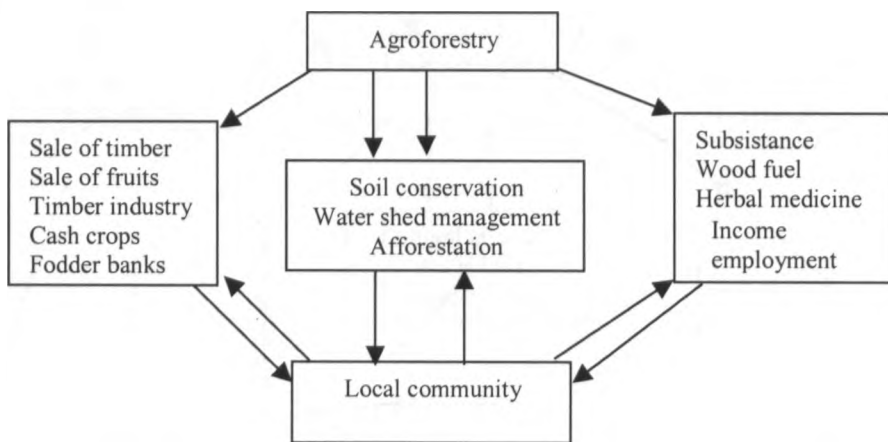 Agroforestry
Sale of timber
Sale of fruits
Timber industry
Cash crops
Fodder banks
Soil conservation
Water shed management
Afforestation
Subsistance
Wood fuel
Herbal medicine
Income
employment
Local community